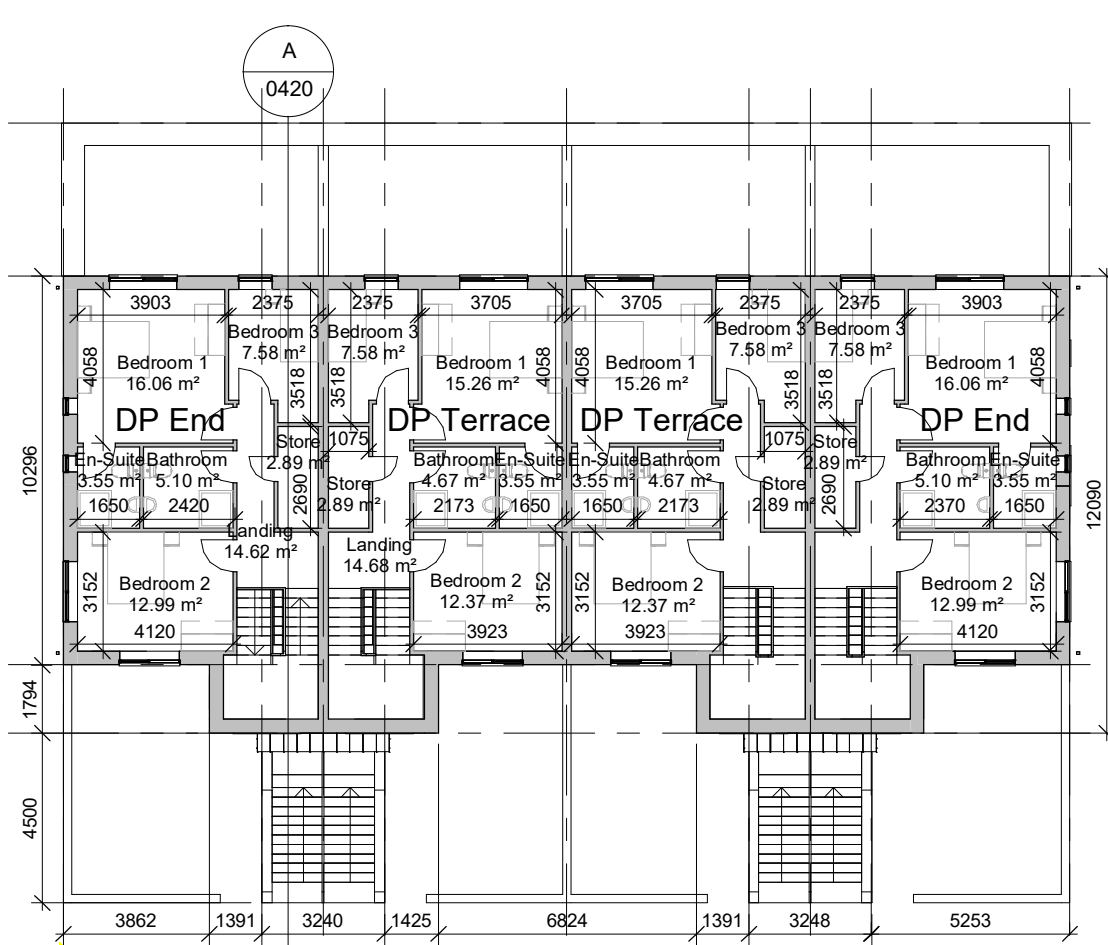 A
0420
3903
2375
2375
3705
3705
2375
2375
3903
Bedroom 3
7.58 m²
Bedroom 3
7.58 m²
Bedroom 3
7.58 m²
Bedroom 3
7.58 m²
4058
Bedroom 1
16.06 m²
3518
3518
Bedroom 1
15.26 m²
4058
4058
Bedroom 1
15.26 m²
3518
3518
Bedroom 1
16.06 m²
4058
DP End
DP Terrace
DP Terrace
DP End
Store
2.89 m²
1075
1075
Store
2.89 m²
En-Suite
3.55 m²
Bathroom
5.10 m²
Bathroom
4.67 m²
En-Suite
3.55 m²
En-Suite
3.55 m²
Bathroom
4.67 m²
Bathroom
5.10 m²
En-Suite
3.55 m²
Store
2.89 m²
Store
2.89 m²
1650
2420
2690
2173
1650
1650
2173
2690
2370
1650
10296
12090
Landing
14.62 m²
Landing
14.68 m²
3152
Bedroom 2
12.99 m²
Bedroom 2
12.37 m²
3152
3152
Bedroom 2
12.37 m²
Bedroom 2
12.99 m²
3152
4120
3923
3923
4120
1794
4500
3862
1391
3240
1425
6824
1391
3248
5253